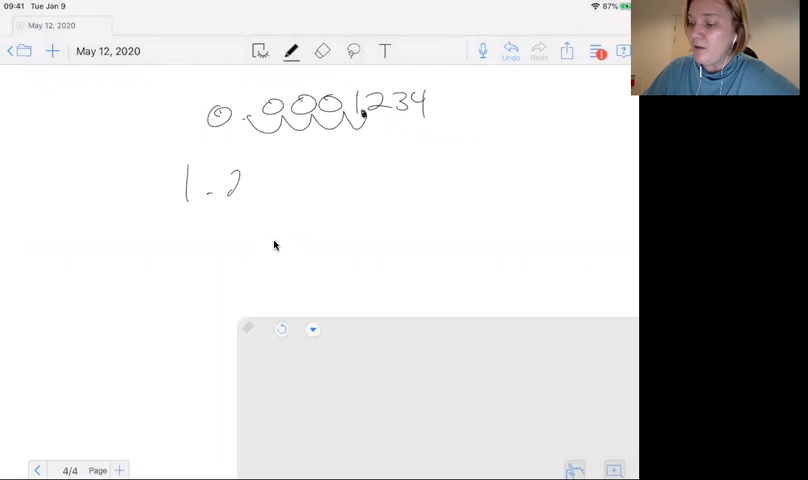 09:41 Tue Jan 9 87%
May 12, 2020
May 12, 2020 T Undo Redo 1 ?
0.0001234
1.2
4/4 Page